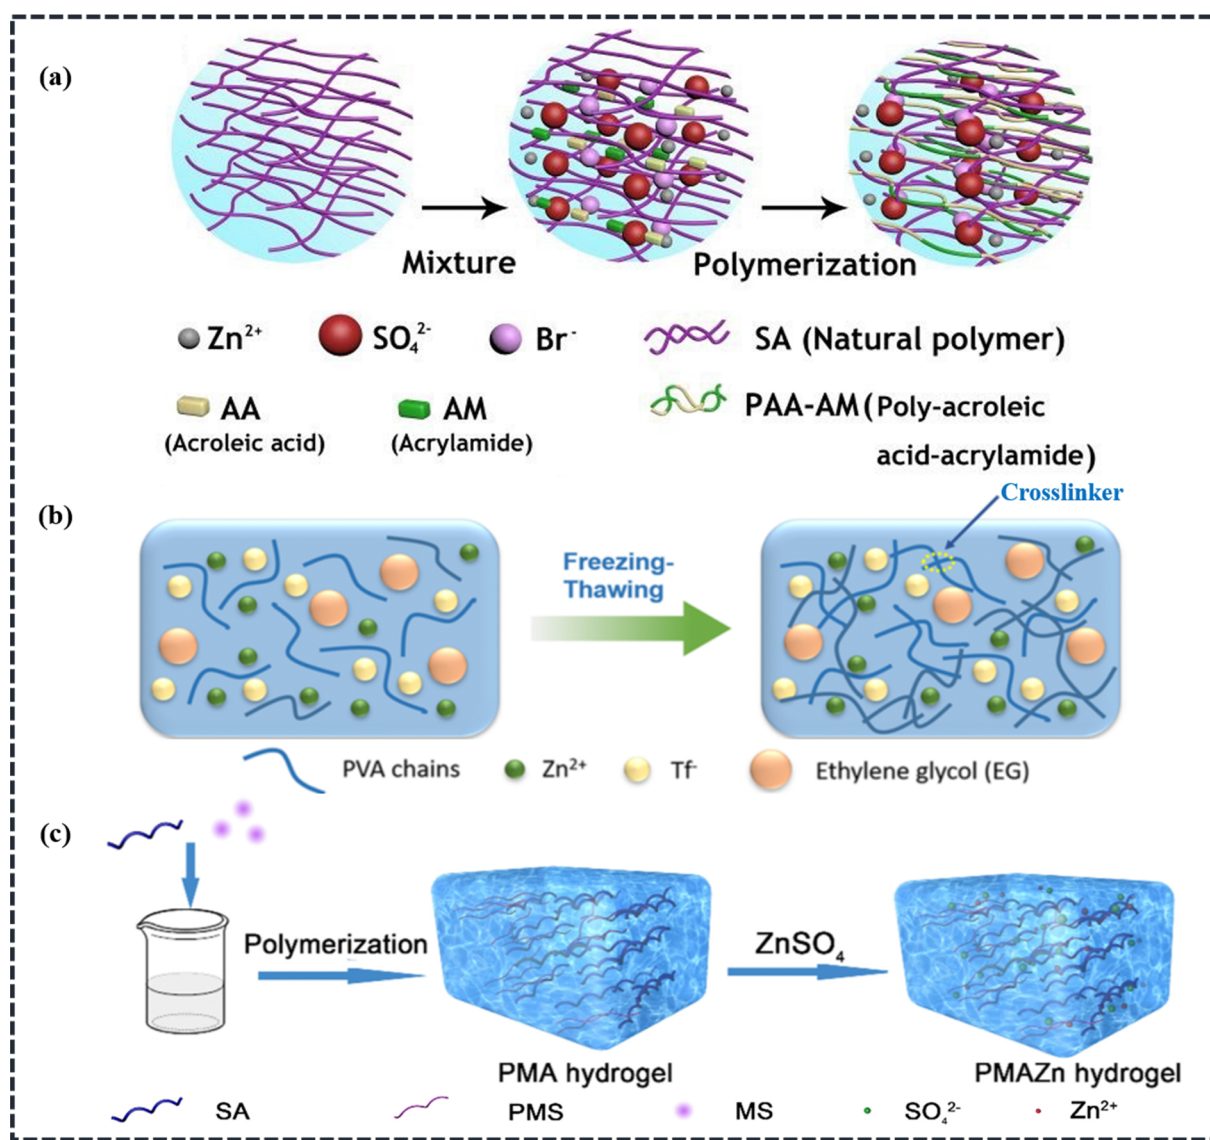 (a)
Mixture
Polymerization
Zn²⁺
SO₄²⁻
Br⁻
SA (Natural polymer)
AA
(Acroleic acid)
AM
(Acrylamide)
PAA-AM (Poly-acroleic
acid-acrylamide)
(b)
Crosslinker
Freezing-
Thawing
PVA chains
Zn²⁺
Tf⁻
Ethylene glycol (EG)
(c)
Polymerization
ZnSO₄
PMA hydrogel
PMAZn hydrogel
SA
PMS
MS
SO₄²⁻
Zn²⁺